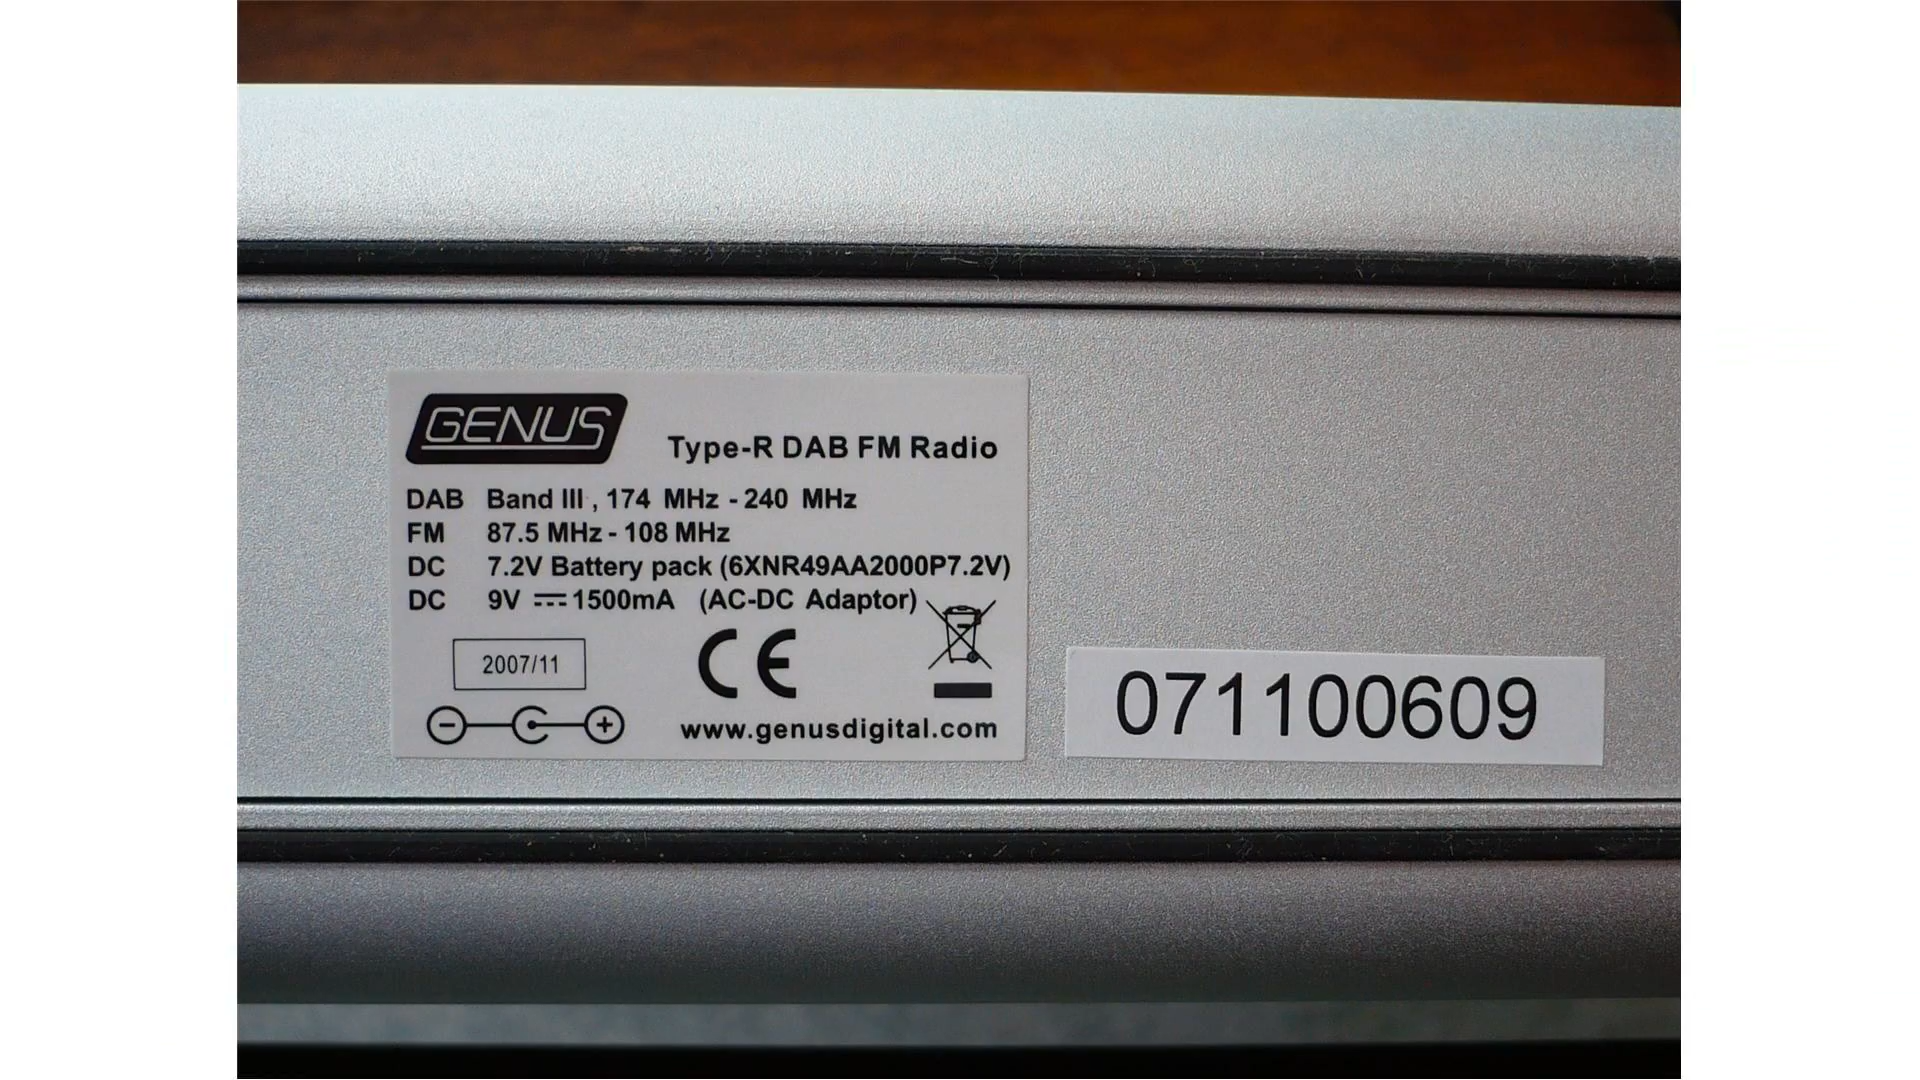 GENUS
Type-R DAB FM Radio
DAB Band III , 174 MHz - 240 MHz
FM 87.5 MHz - 108 MHz
DC 7.2V Battery pack (6XNR49AA2000P7.2V)
DC 9V ⎓ 1500mA (AC-DC Adaptor)
2007/11
CE
www.genusdigital.com
071100609